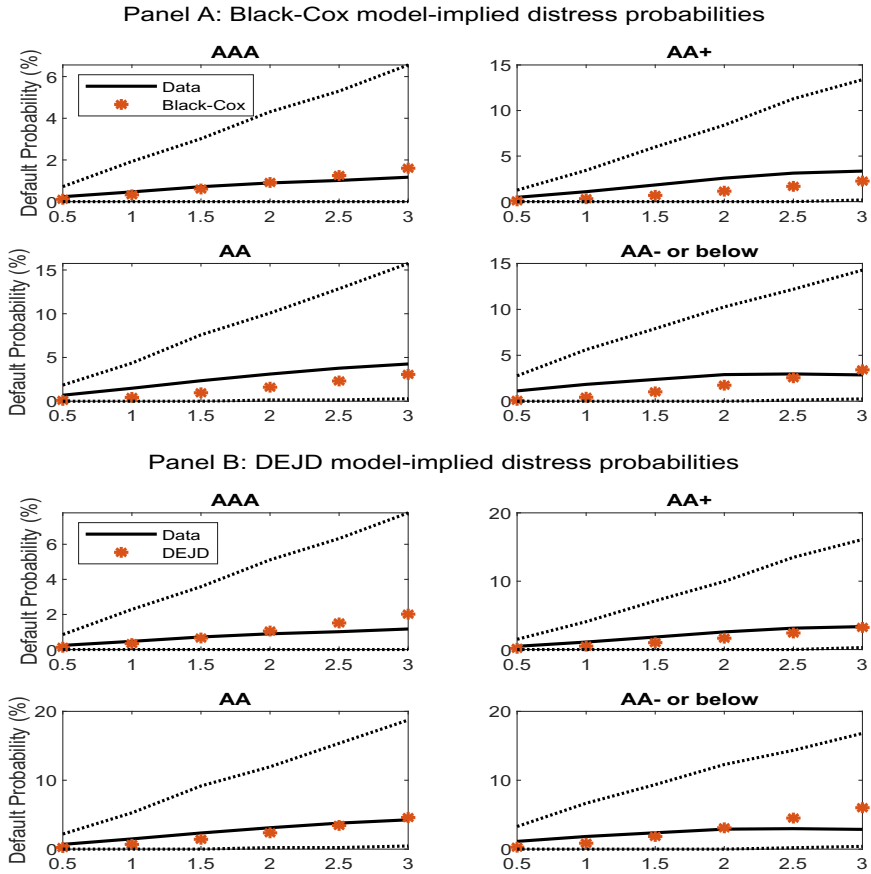 Panel A: Black-Cox model-implied distress probabilities
AAA
Default Probability (%)
6
4
2
0
Data
Black-Cox
0.5 1 1.5 2 2.5 3
AA+
15
10
5
0
0.5 1 1.5 2 2.5 3
AA
Default Probability (%)
15
10
5
0
0.5 1 1.5 2 2.5 3
AA- or below
15
10
5
0
0.5 1 1.5 2 2.5 3
Panel B: DEJD model-implied distress probabilities
AAA
Default Probability (%)
6
4
2
0
Data
DEJD
0.5 1 1.5 2 2.5 3
AA+
20
10
0
0.5 1 1.5 2 2.5 3
AA
Default Probability (%)
20
10
0
0.5 1 1.5 2 2.5 3
AA- or below
20
10
0
0.5 1 1.5 2 2.5 3